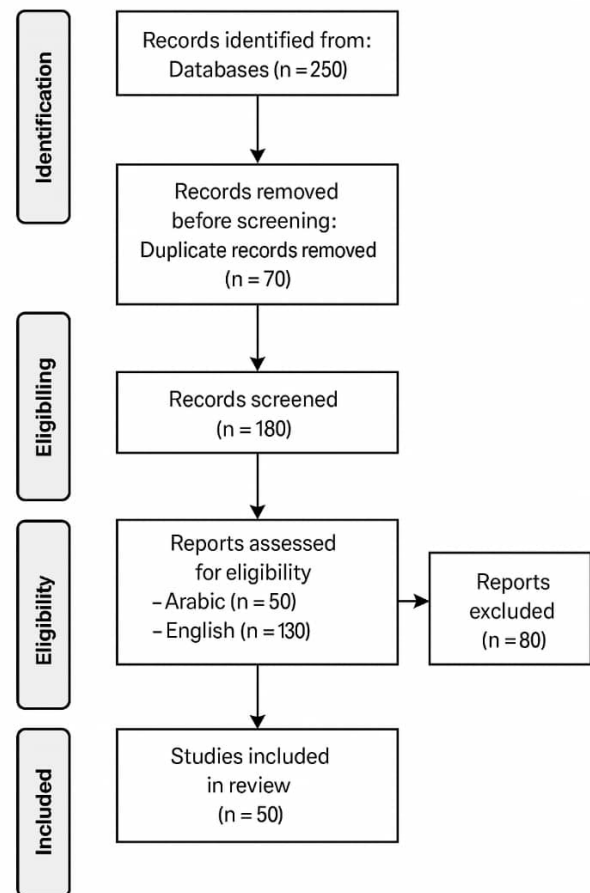 Identification
Records identified from:
Databases (n = 250)
Records removed
before screening:
Duplicate records removed
(n = 70)
Eligiblling
Records screened
(n = 180)
Eligibility
Reports assessed
for eligibility
– Arabic (n = 50)
– English (n = 130)
Reports
excluded
(n = 80)
Included
Studies included
in review
(n = 50)